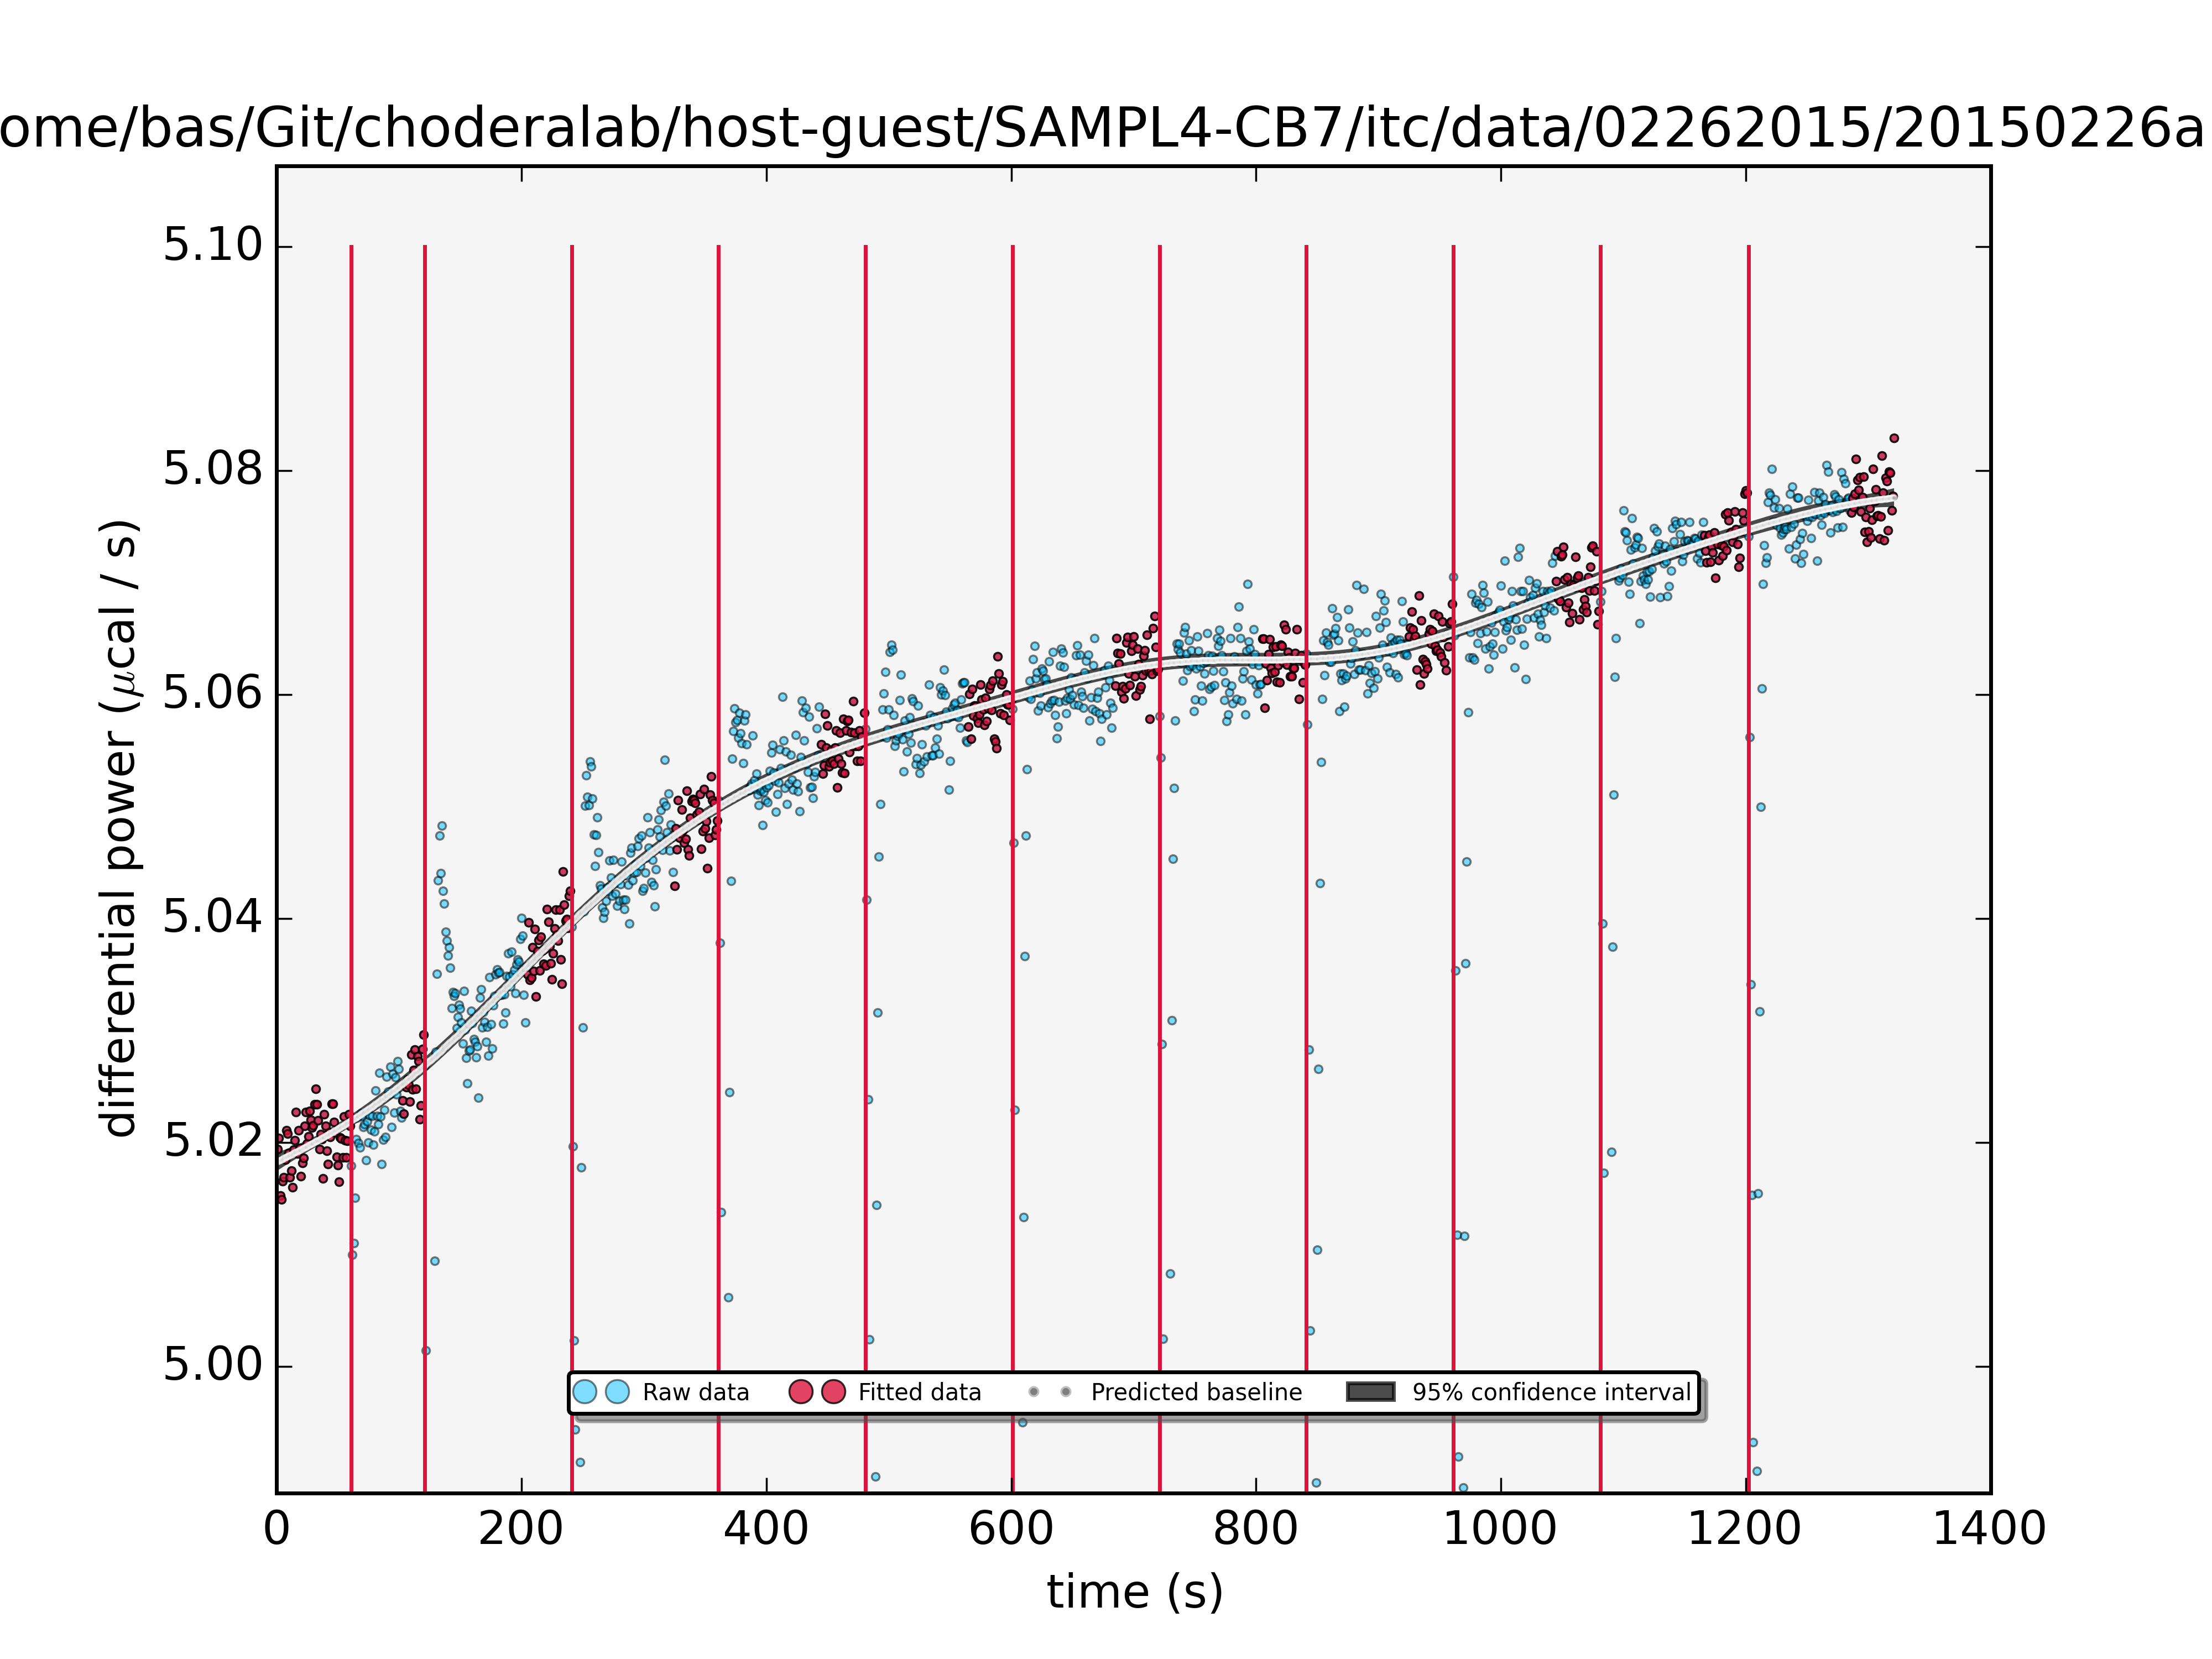 ome/bas/Git/choderalab/host-guest/SAMPL4-CB7/itc/data/02262015/20150226a
5.10
5.08
5.06
5.04
5.02
5.00
differential power (μcal / s)
Raw data Fitted data Predicted baseline 95% confidence interval
0 200 400 600 800 1000 1200 1400
time (s)